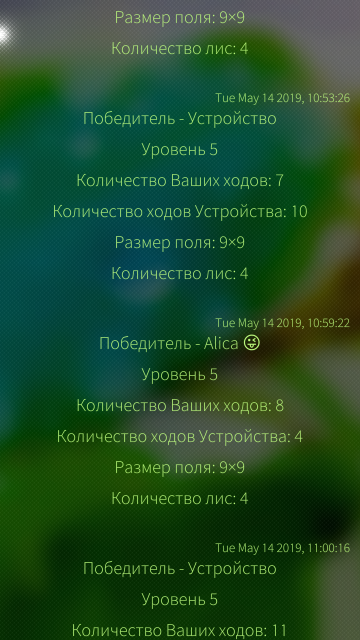 Размер поля: 9×9
Количество лис: 4
Tue May 14 2019, 10:53:26
Победитель - Устройство
Уровень 5
Количество Ваших ходов: 7
Количество ходов Устройства: 10
Размер поля: 9×9
Количество лис: 4
Tue May 14 2019, 10:59:22
Победитель - Alica 😜
Уровень 5
Количество Ваших ходов: 8
Количество ходов Устройства: 4
Размер поля: 9×9
Количество лис: 4
Tue May 14 2019, 11:00:16
Победитель - Устройство
Уровень 5
Количество Ваших ходов: 11